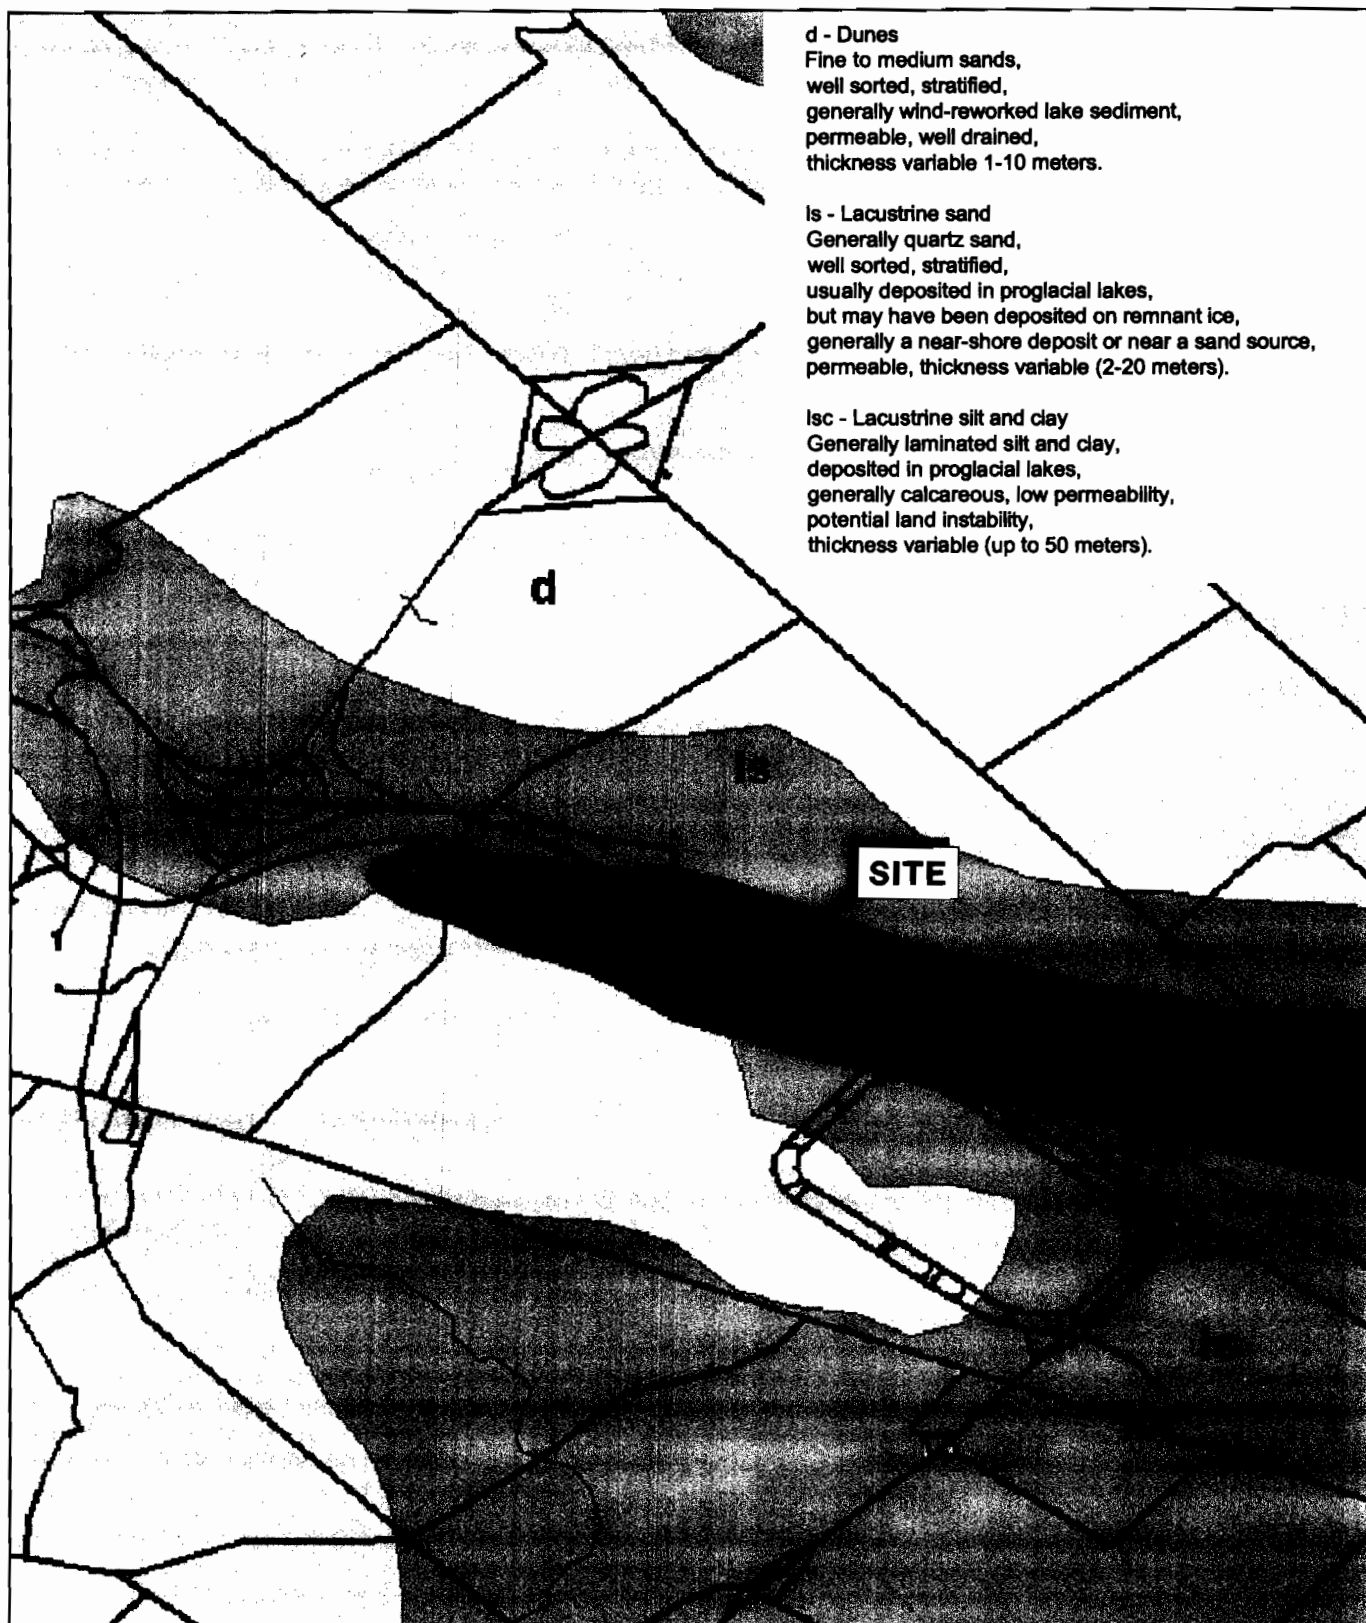 d - Dunes
Fine to medium sands,
well sorted, stratified,
generally wind-reworked lake sediment,
permeable, well drained,
thickness variable 1-10 meters.
ls - Lacustrine sand
Generally quartz sand,
well sorted, stratified,
usually deposited in proglacial lakes,
but may have been deposited on remnant ice,
generally a near-shore deposit or near a sand source,
permeable, thickness variable (2-20 meters).
lsc - Lacustrine silt and clay
Generally laminated silt and clay,
deposited in proglacial lakes,
generally calcareous, low permeability,
potential land instability,
thickness variable (up to 50 meters).
d
ls
SITE